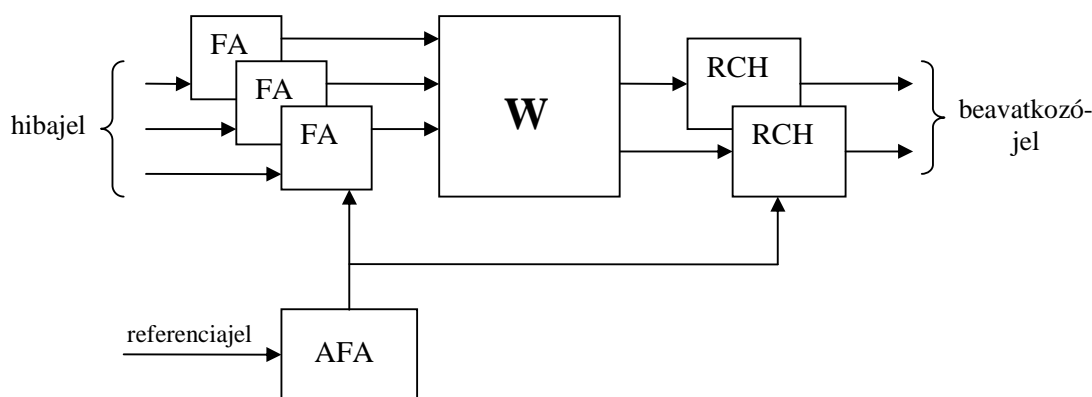 FA
FA
FA
hibajel
W
RCH
RCH
beavatkozó-
jel
referenciajel
AFA